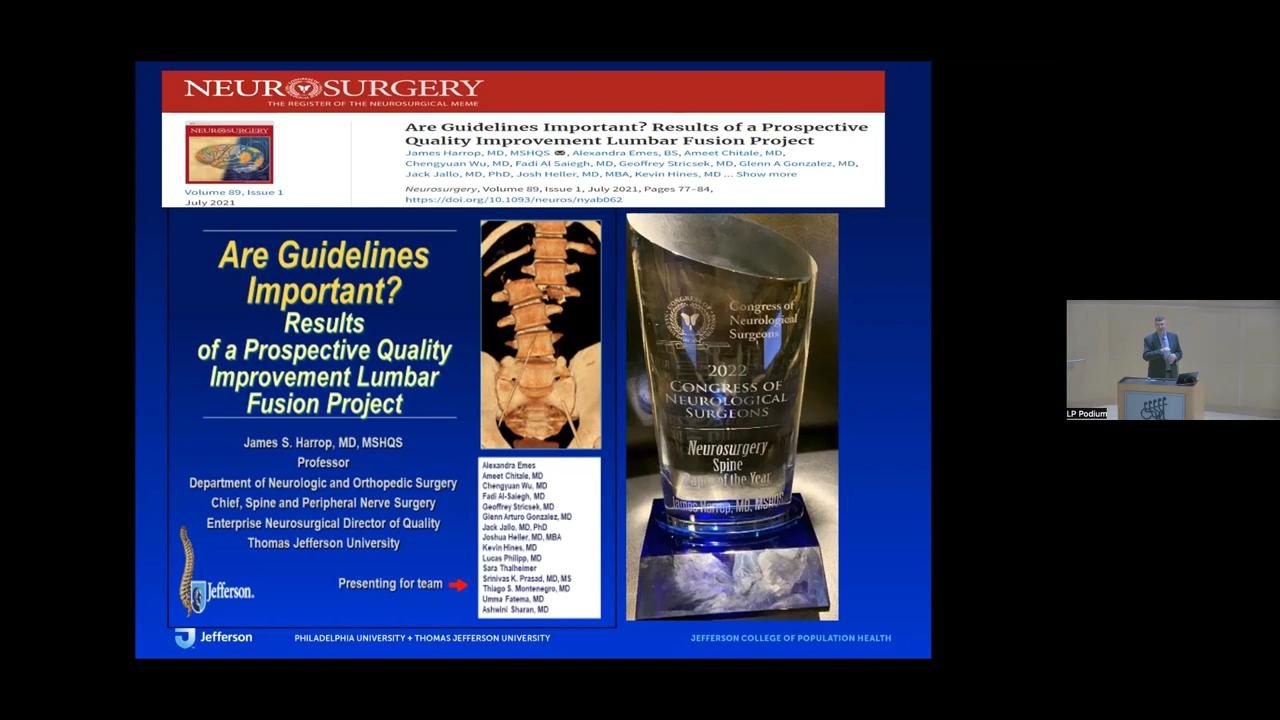 NEUROSURGERY
THE REGISTER OF THE NEUROSURGICAL MEME
NEUROSURGERY
Volume 89, Issue 1
July 2021
Are Guidelines Important? Results of a Prospective
Quality Improvement Lumbar Fusion Project
James Harrop, MD, MSHQS ✉, Alexandra Emes, BS, Ameet Chitale, MD,
Chengyuan Wu, MD, Fadi Al Saiegh, MD, Geoffrey Stricsek, MD, Glenn A Gonzalez, MD,
Jack Jallo, MD, PhD, Josh Heller, MD, MBA, Kevin Hines, MD ... Show more
Neurosurgery, Volume 89, Issue 1, July 2021, Pages 77–84,
https://doi.org/10.1093/neuros/nyab062
Are Guidelines
Important?
Results
of a Prospective Quality
Improvement Lumbar
Fusion Project
James S. Harrop, MD, MSHQS
Professor
Department of Neurologic and Orthopedic Surgery
Chief, Spine and Peripheral Nerve Surgery
Enterprise Neurosurgical Director of Quality
Thomas Jefferson University
Presenting for team
Jefferson.
Alexandra Emes
Ameet Chitale, MD
Chengyuan Wu, MD
Fadi Al-Saiegh, MD
Geoffrey Stricsek, MD
Glenn Arturo Gonzalez, MD
Jack Jallo, MD, PhD
Joshua Heller, MD, MBA
Kevin Hines, MD
Lucas Philipp, MD
Sara Thalheimer
Srinivas K. Prasad, MD, MS
Thiago S. Montenegro, MD
Umma Fatema, MD
Ashwini Sharan, MD
Congress of
Neurological
Surgeons
2022
CONGRESS OF
NEUROLOGICAL
SURGEONS
Neurosurgery
Spine
of the Year
James Harrop, MD, MSHQS
Jefferson
PHILADELPHIA UNIVERSITY + THOMAS JEFFERSON UNIVERSITY
JEFFERSON COLLEGE OF POPULATION HEALTH
LP Podium